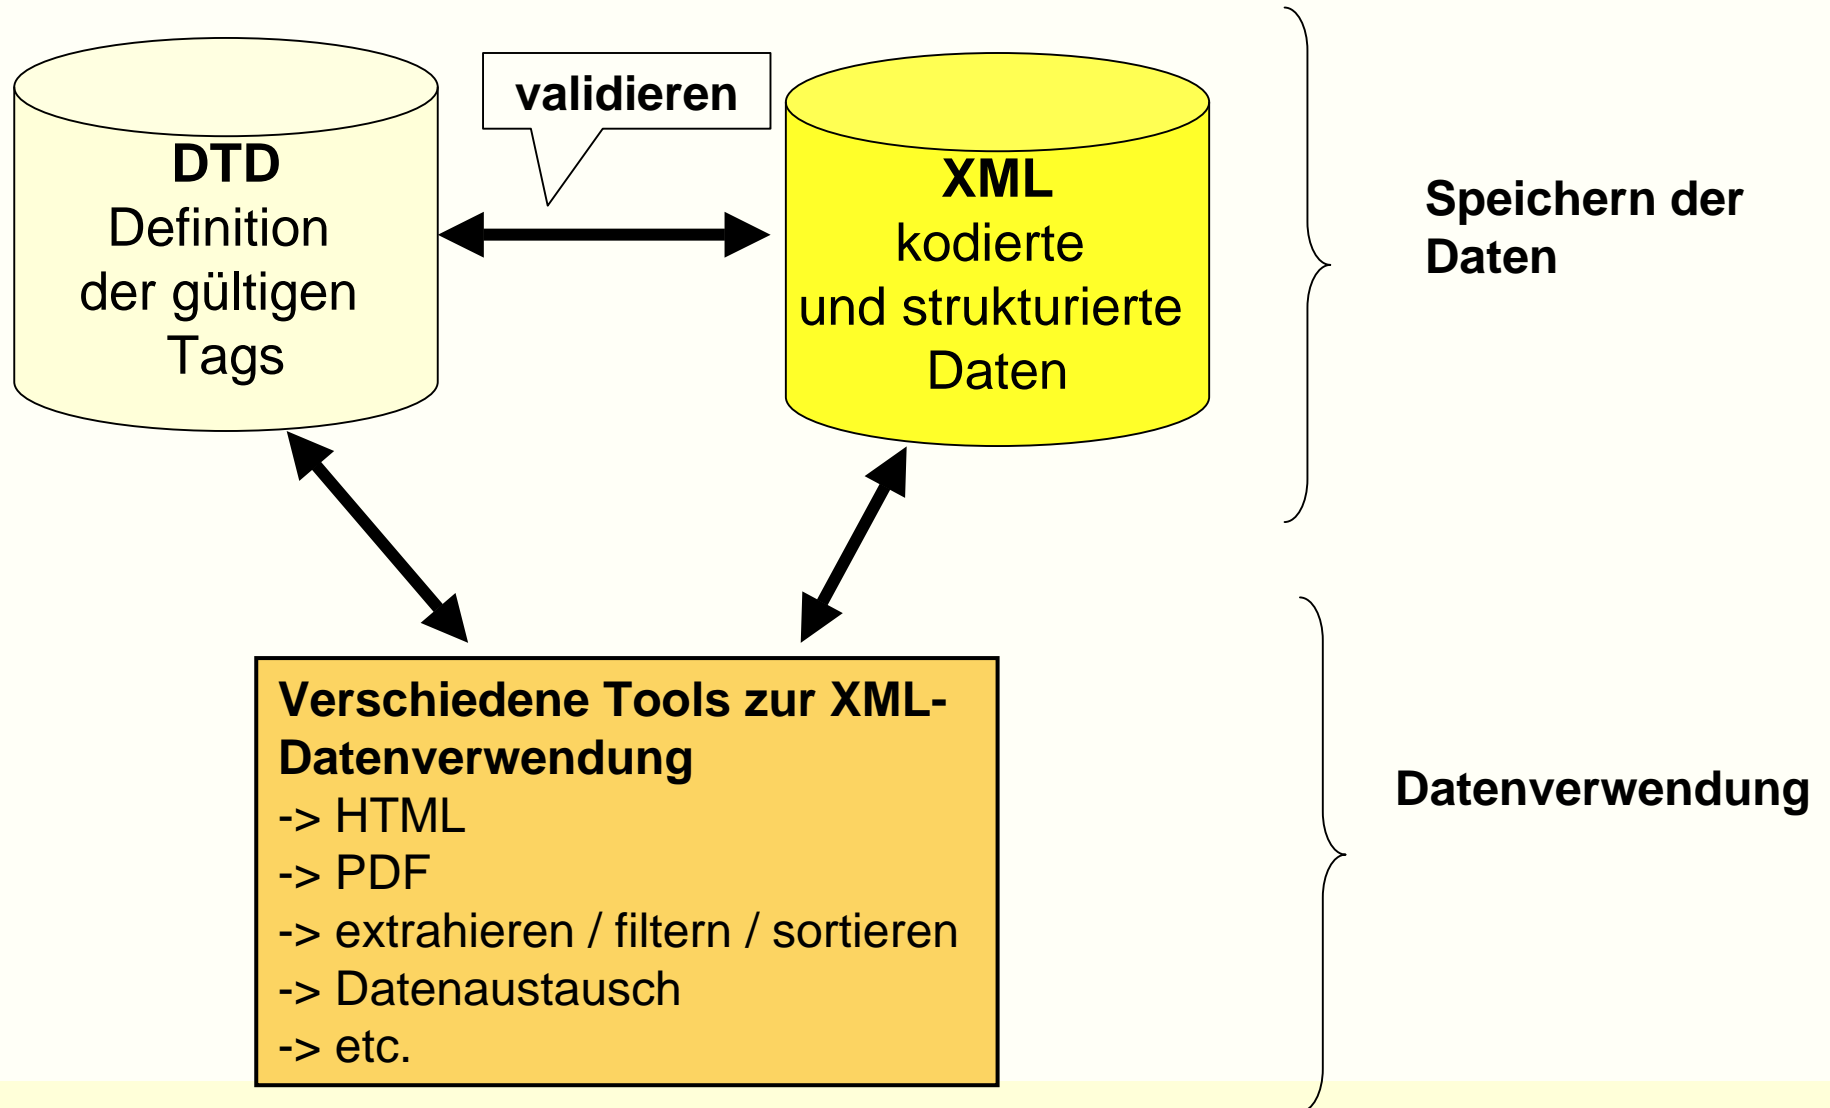 validieren
DTD
Definition
der gültigen
Tags
XML
kodierte
und strukturierte
Daten
Speichern der
Daten
Verschiedene Tools zur XML-
Datenverwendung
-> HTML
-> PDF
-> extrahieren / filtern / sortieren
-> Datenaustausch
-> etc.
Datenverwendung